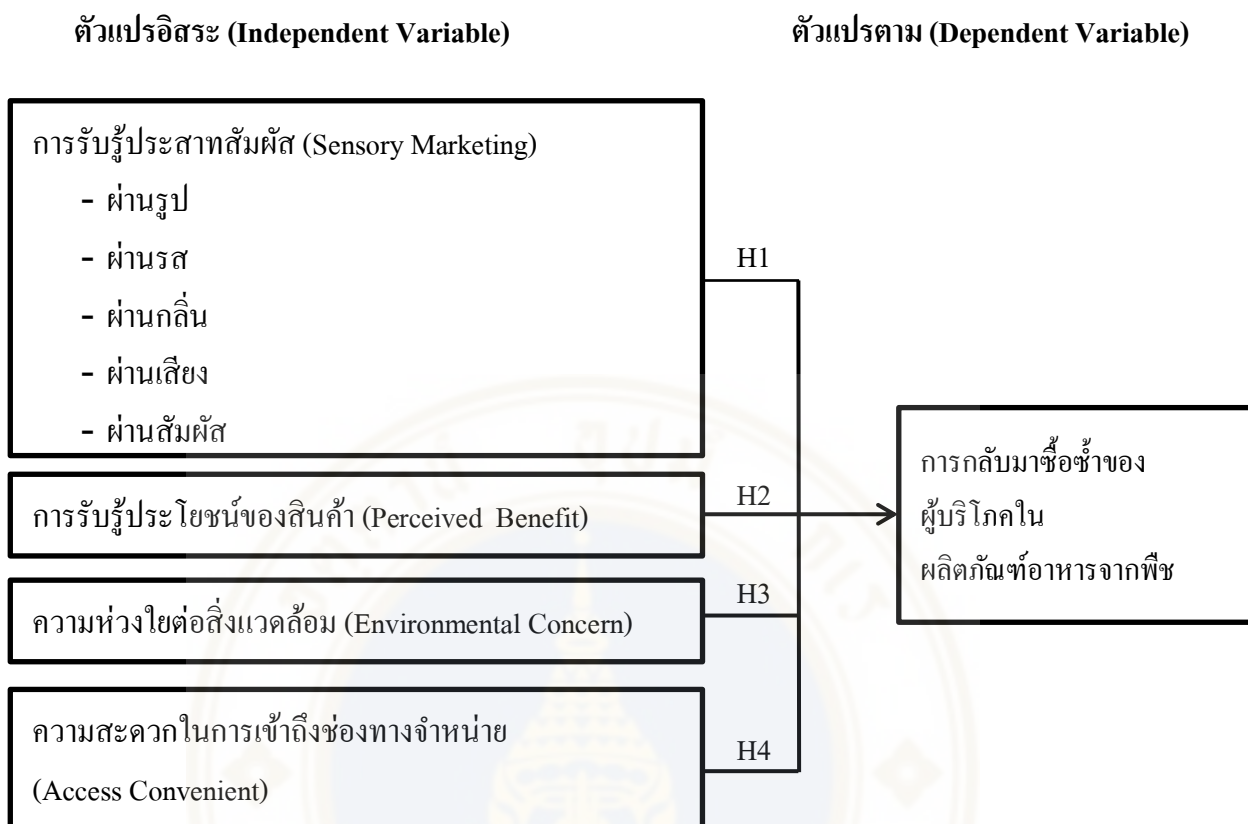 ตัวแปรอิสระ (Independent Variable)
ตัวแปรตาม (Dependent Variable)
การรับรู้ประสาทสัมผัส (Sensory Marketing)
- ผ่านรูป
- ผ่านรส
- ผ่านกลิ่น
- ผ่านเสียง
- ผ่านสัมผัส
H1
การรับรู้ประโยชน์ของสินค้า (Perceived Benefit)
H2
ความห่วงใยต่อสิ่งแวดล้อม (Environmental Concern)
H3
ความสะดวกในการเข้าถึงช่องทางจำหน่าย
(Access Convenient)
H4
การกลับมาซื้อซ้ำของ
ผู้บริโภคใน
ผลิตภัณฑ์อาหารจากพืช